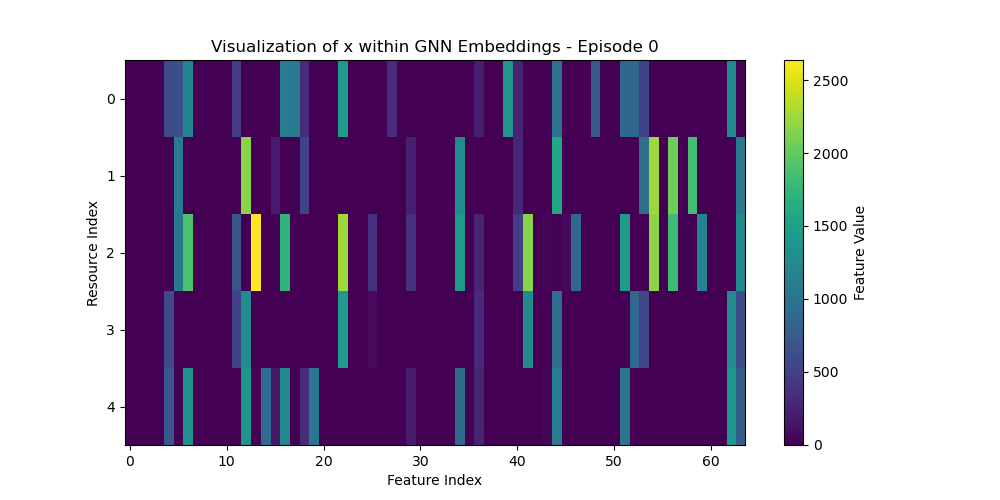 Visualization of x within GNN Embeddings - Episode 0
0
1
2
3
4
Resource Index
0 10 20 30 40 50 60
Feature Index
2500
2000
1500
1000
500
0
Feature Value